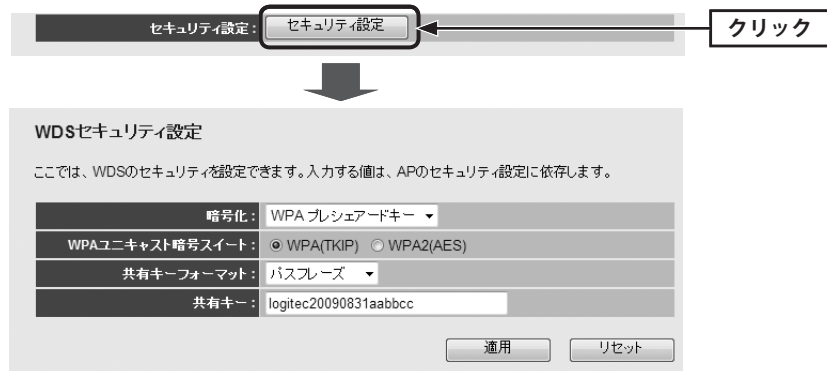 セキュリティ設定： セキュリティ設定 クリック
WDSセキュリティ設定
ここでは、WDSのセキュリティを設定できます。入力する値は、APのセキュリティ設定に依存します。
暗号化： WPA プレシェアードキー
WPAユニキャスト暗号スイート： WPA(TKIP) WPA2(AES)
共有キーフォーマット： パスフレーズ
共有キー： logitec20090831aabbcc
適用 リセット